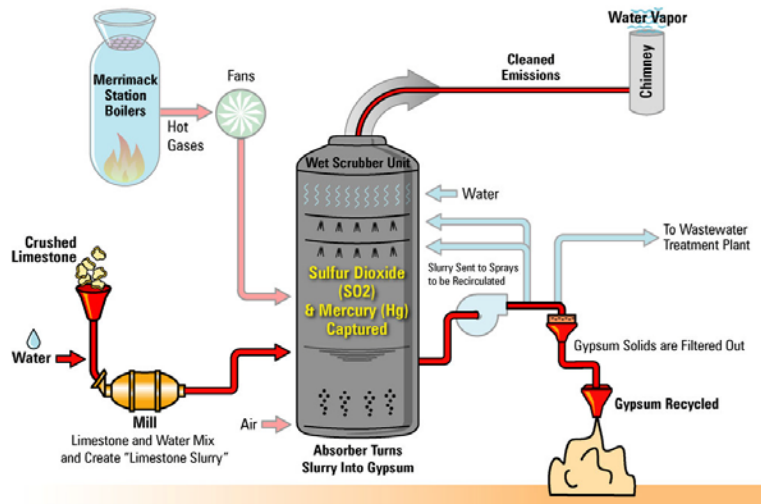 Merrimack
Station
Boilers
Hot
Gases
Fans
Cleaned
Emissions
Water Vapor
Chimney
Wet Scrubber Unit
Water
Sulfur Dioxide
(SO2)
& Mercury (Hg)
Captured
Slurry Sent to Sprays
to be Recirculated
To Wastewater
Treatment Plant
Crushed
Limestone
Water
Mill
Limestone and Water Mix
and Create "Limestone Slurry"
Air
Absorber Turns
Slurry Into Gypsum
Gypsum Solids are Filtered Out
Gypsum Recycled